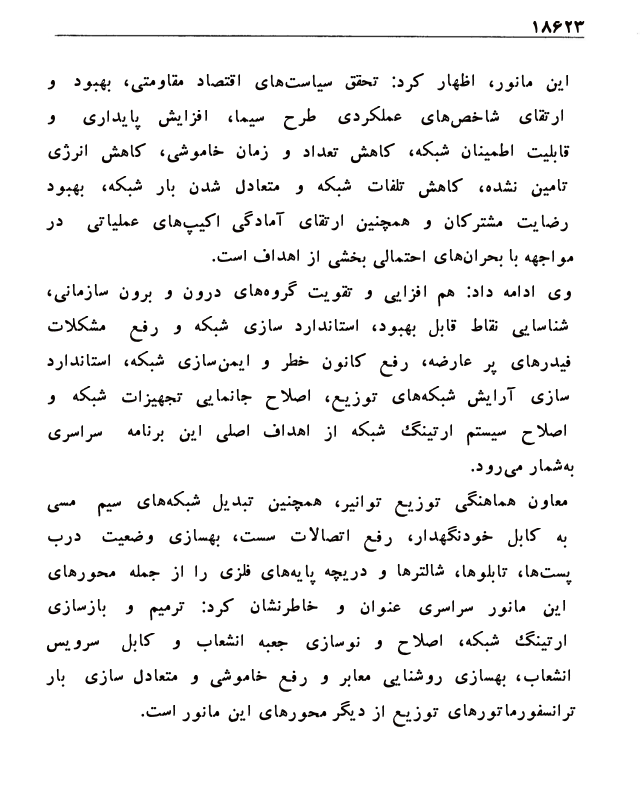 ۱۸۶۲۳
این مانور، اظهار کرد: تحقق سیاست‌های اقتصاد مقاومتی، بهبود و
ارتقای شاخص‌های عملکردی طرح سیما، افزایش پایداری و
قابلیت اطمینان شبکه، کاهش تعداد و زمان خاموشی، کاهش انرژی
تامین نشده، کاهش تلفات شبکه و متعادل شدن بار شبکه، بهبود
رضایت مشترکان و همچنین ارتقای آمادگی اکیپ‌های عملیاتی در
مواجهه با بحران‌های احتمالی بخشی از اهداف است.
وی ادامه داد: هم افزایی و تقویت گروه‌های درون و برون سازمانی،
شناسایی نقاط قابل بهبود، استاندارد سازی شبکه و رفع مشکلات
فیدرهای پر عارضه، رفع کانون خطر و ایمن‌سازی شبکه، استاندارد
سازی آرایش شبکه‌های توزیع، اصلاح جانمایی تجهیزات شبکه و
اصلاح سیستم ارتینگ شبکه از اهداف اصلی این برنامه سراسری
به‌شمار می‌رود.
معاون هماهنگی توزیع توانیر، همچنین تبدیل شبکه‌های سیم مسی
به کابل خودنگهدار، رفع اتصالات سست، بهسازی وضعیت درب
پست‌ها، تابلوها، شالترها و دریچه پایه‌های فلزی را از جمله محورهای
این مانور سراسری عنوان و خاطرنشان کرد: ترمیم و بازسازی
ارتینگ شبکه، اصلاح و نوسازی جعبه انشعاب و کابل سرویس
انشعاب، بهسازی روشنایی معابر و رفع خاموشی و متعادل سازی بار
ترانسفورماتورهای توزیع از دیگر محورهای این مانور است.